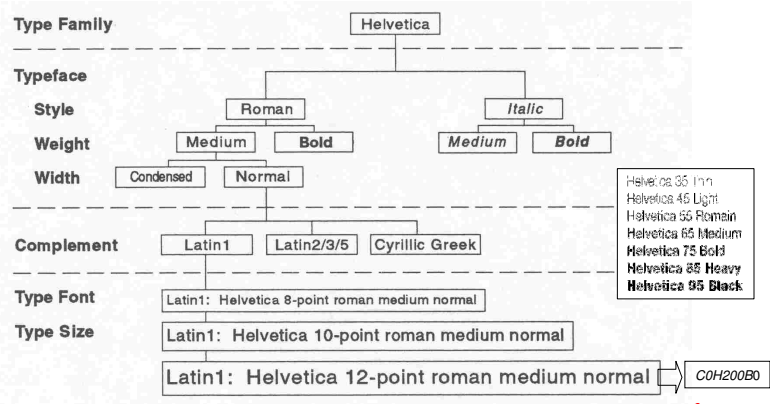 Type Family
Helvetica
Typeface
Style
Roman
Italic
Weight
Medium
Bold
Medium
Bold
Width
Condensed
Normal
Complement
Latin1
Latin2/3/5
Cyrillic Greek
Type Font
Latin1: Helvetica 8-point roman medium normal
Type Size
Latin1: Helvetica 10-point roman medium normal
Latin1: Helvetica 12-point roman medium normal
C0H200B0
Helvetica 35 Thin
Helvetica 45 Light
Helvetica 55 Romain
Helvetica 65 Medium
Helvetica 75 Bold
Helvetica 85 Heavy
Helvetica 95 Black